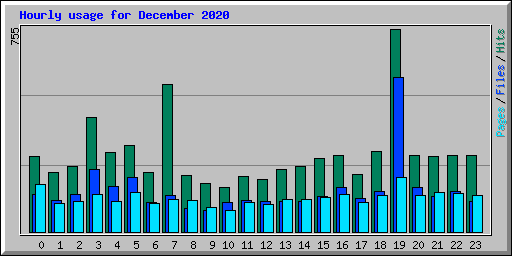 Hourly usage for December 2020
755
Pages / Files / Hits
0 1 2 3 4 5 6 7 8 9 10 11 12 13 14 15 16 17 18 19 20 21 22 23